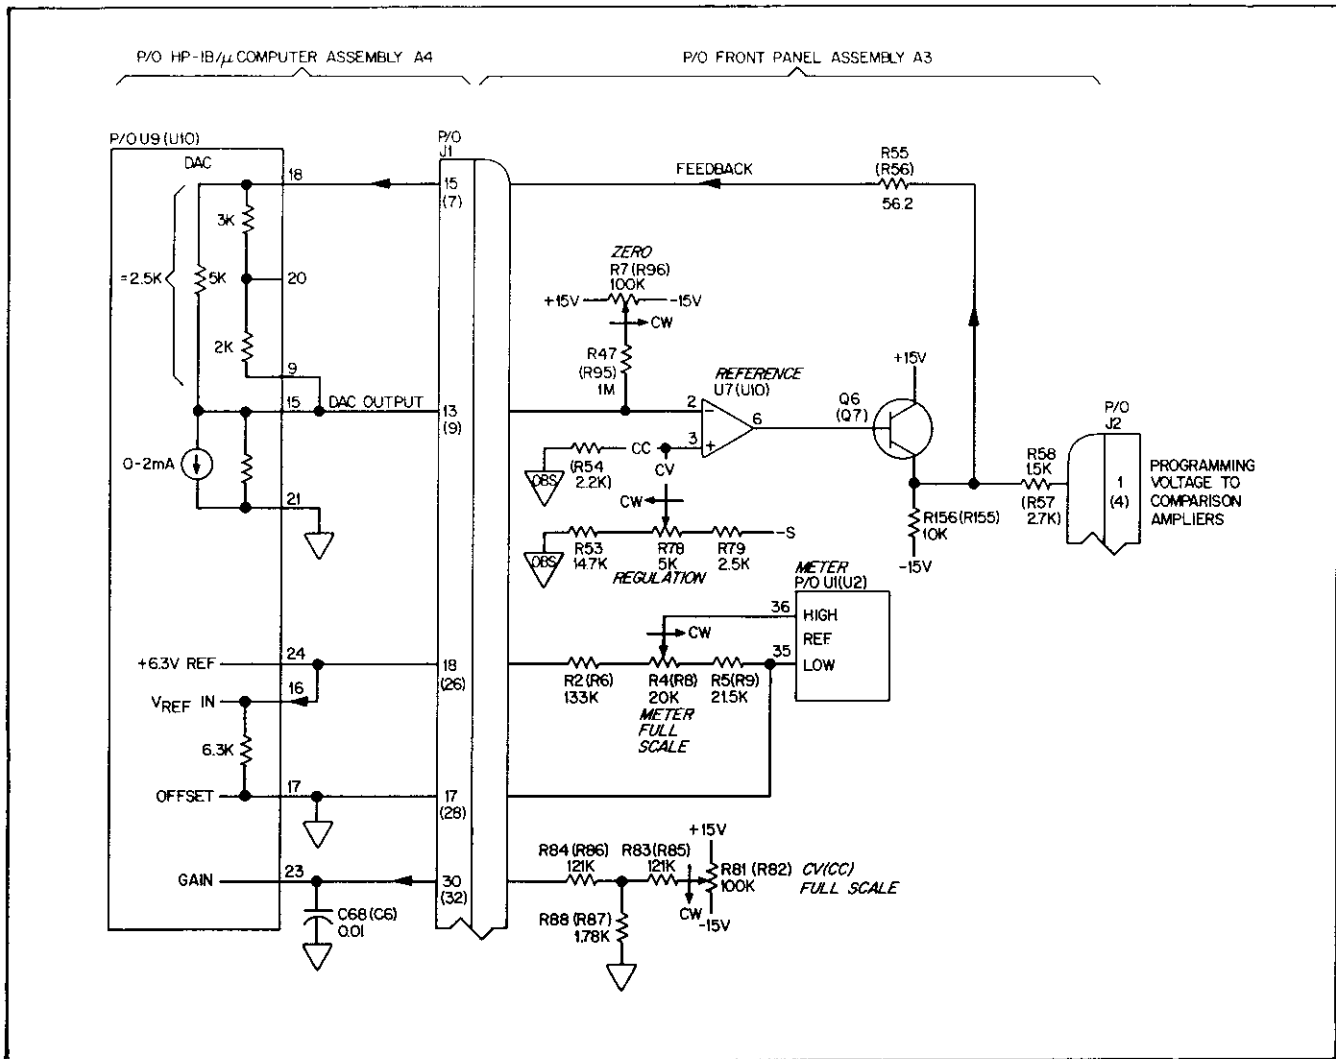 P/O HP-IB/μ COMPUTER ASSEMBLY A4
P/O FRONT PANEL ASSEMBLY A3
P/O U9 (U10)
DAC
18
3K
=2.5K
5K
20
2K
9
15
DAC OUTPUT
0-2mA
21
+6.3V REF
24
16
VREF IN
6.3K
OFFSET
17
GAIN
23
C68 (C6)
0.01
P/O
J1
15
(7)
13
(9)
18
(26)
17
(28)
30
(32)
FEEDBACK
R55
(R56)
56.2
ZERO
R7 (R96)
100K
+15V
-15V
CW
R47
(R95)
1M
REFERENCE
U7 (U10)
2
-
3
+
6
CC
CV
OBS
(R54
2.2K)
CW
OBS
R53
14.7K
R78
5K
R79
2.5K
-S
REGULATION
+15V
Q6
(Q7)
R156 (R155)
10K
-15V
R58
1.5K
(R57
2.7K)
P/O
J2
1
(4)
PROGRAMMING
VOLTAGE TO
COMPARISON
AMPLIERS
METER
P/O U1(U2)
36
HIGH
REF
35
LOW
CW
R2 (R6)
133K
R4 (R8)
20K
R5 (R9)
21.5K
METER
FULL
SCALE
R84 (R86)
121K
R83 (R85)
121K
R88 (R87)
1.78K
+15V
R81 (R82)
100K
CW
-15V
CV(CC)
FULL SCALE